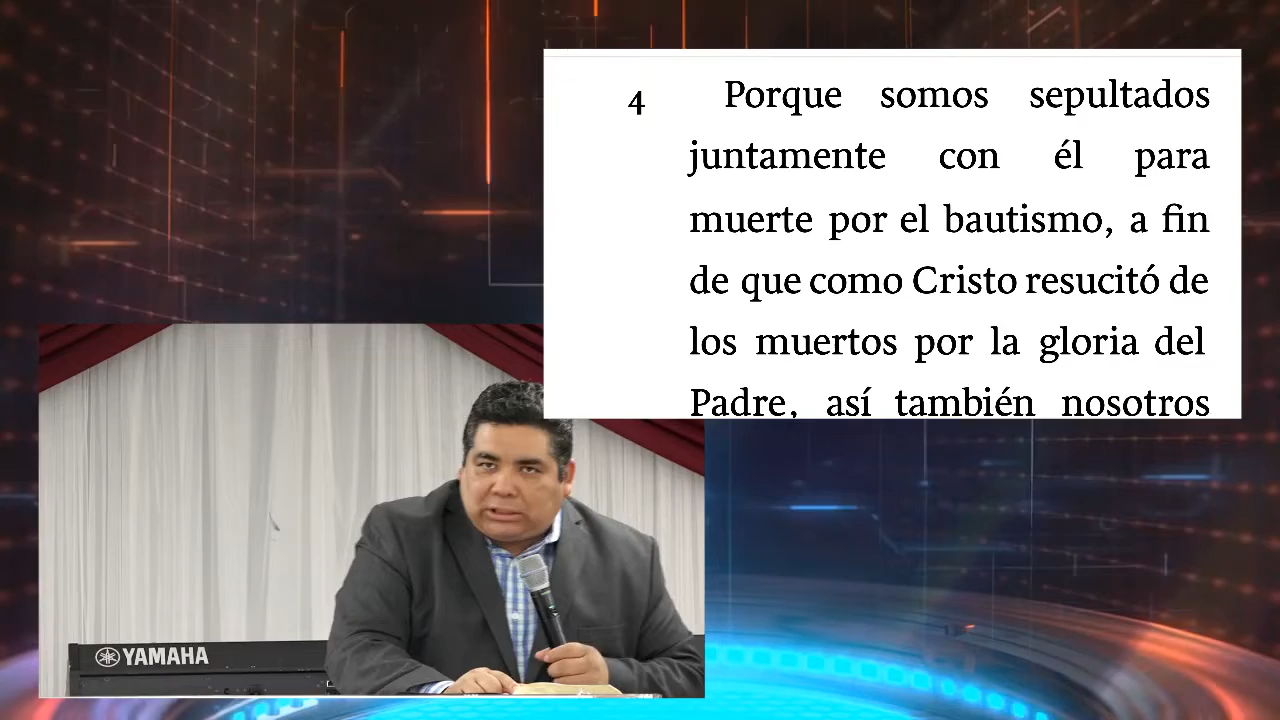 4 Porque somos sepultados
juntamente con él para
muerte por el bautismo, a fin
de que como Cristo resucitó de
los muertos por la gloria del
Padre, así también nosotros
YAMAHA